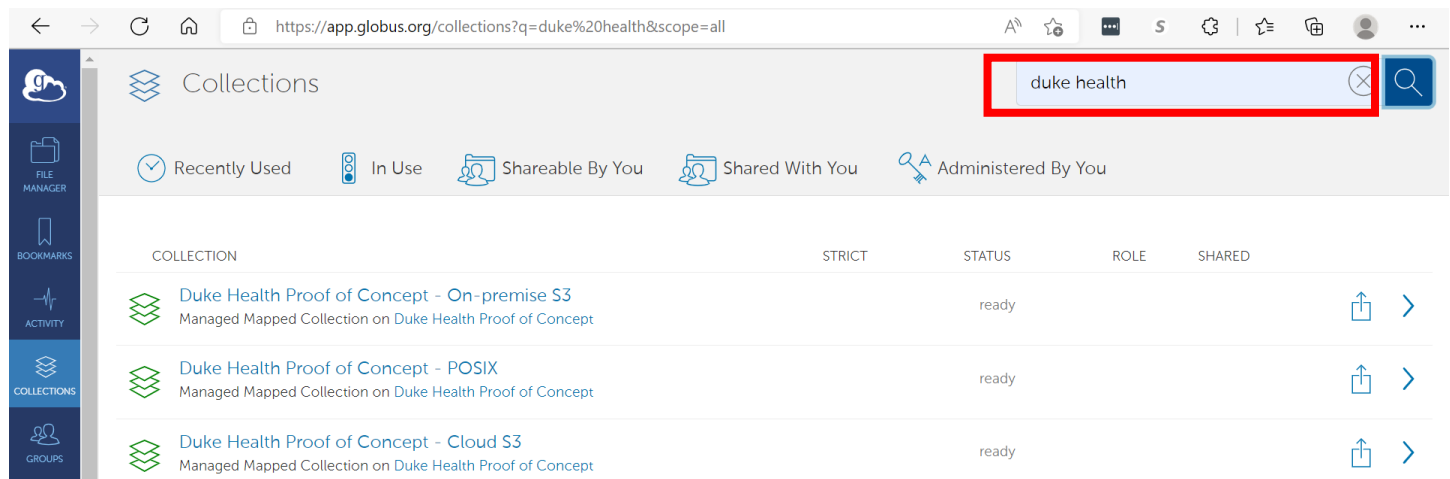 https://app.globus.org/collections?q=duke%20health&scope=all
Collections
duke health
FILE
MANAGER
Recently Used
In Use
Shareable By You
Shared With You
Administered By You
BOOKMARKS
COLLECTION STRICT STATUS ROLE SHARED
Duke Health Proof of Concept - On-premise S3
ready
Managed Mapped Collection on Duke Health Proof of Concept
ACTIVITY
Duke Health Proof of Concept - POSIX
ready
Managed Mapped Collection on Duke Health Proof of Concept
COLLECTIONS
Duke Health Proof of Concept - Cloud S3
ready
Managed Mapped Collection on Duke Health Proof of Concept
GROUPS